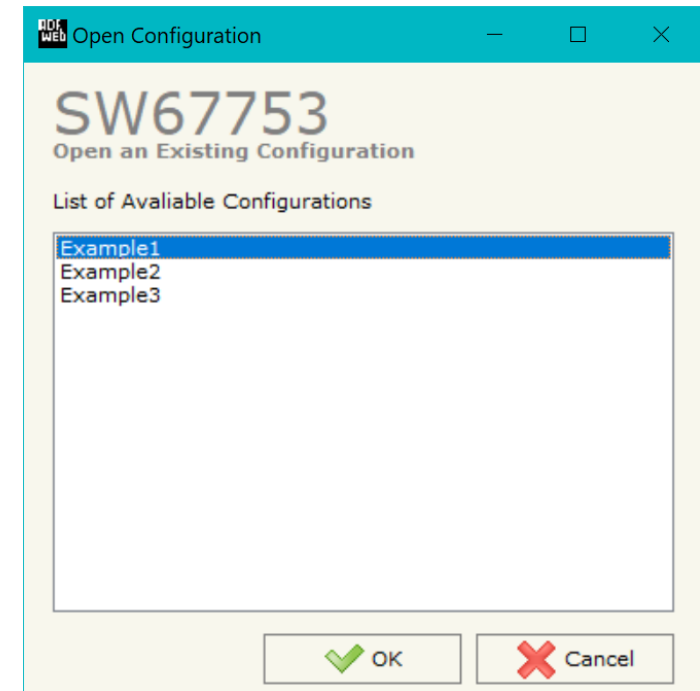 ADF WEB Open Configuration
SW67753
Open an Existing Configuration
List of Avaliable Configurations
Example1
Example2
Example3
OK Cancel